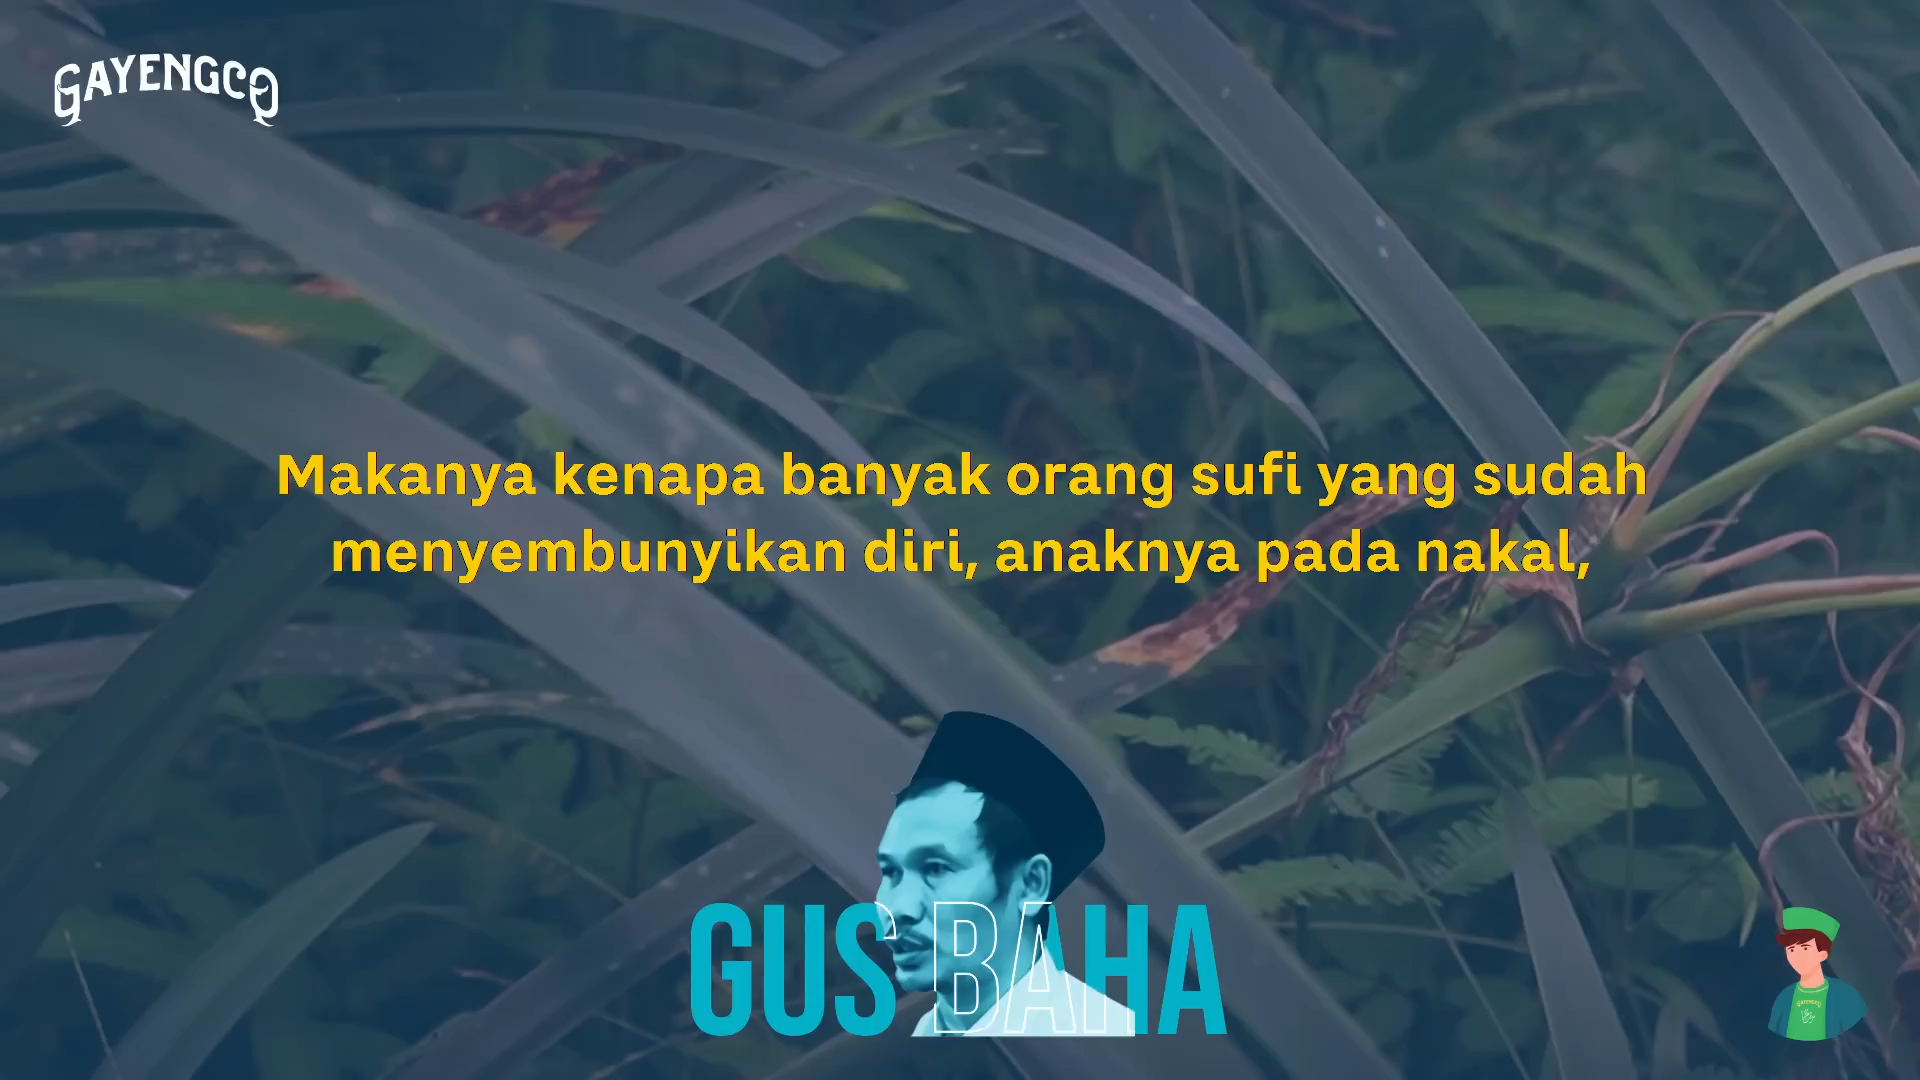 GAYENGCO
Makanya kenapa banyak orang sufi yang sudah
menyembunyikan diri, anaknya pada nakal,
GUS BAHA